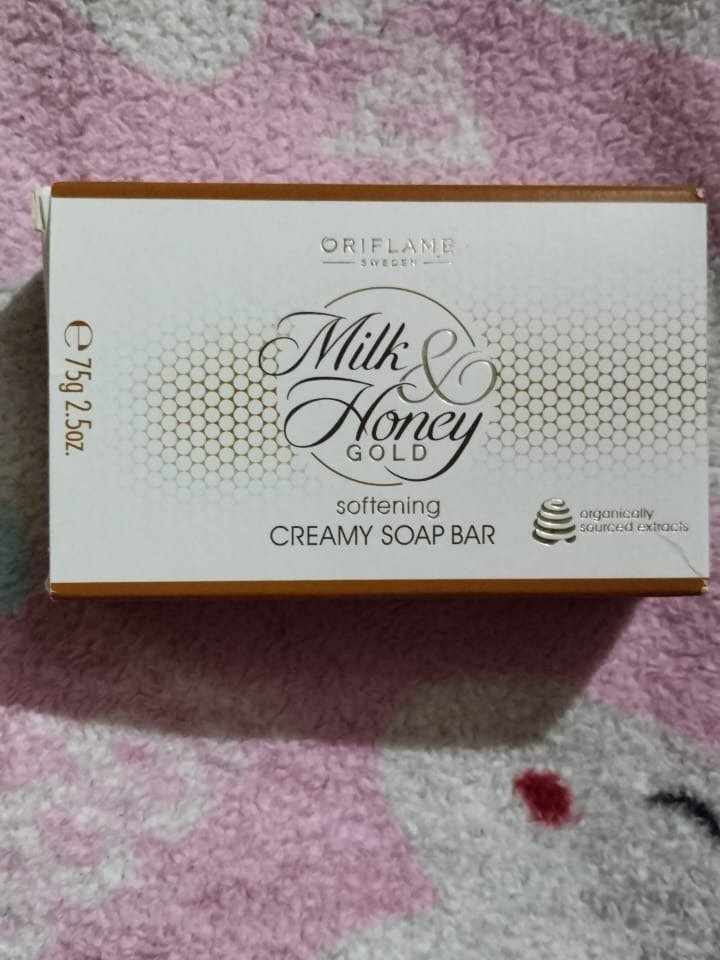 ORIFLAME
SWEDEN
Milk &
Honey
GOLD
softening
CREAMY SOAP BAR
organically
sourced extracts
℮ 75g 2.5oz.